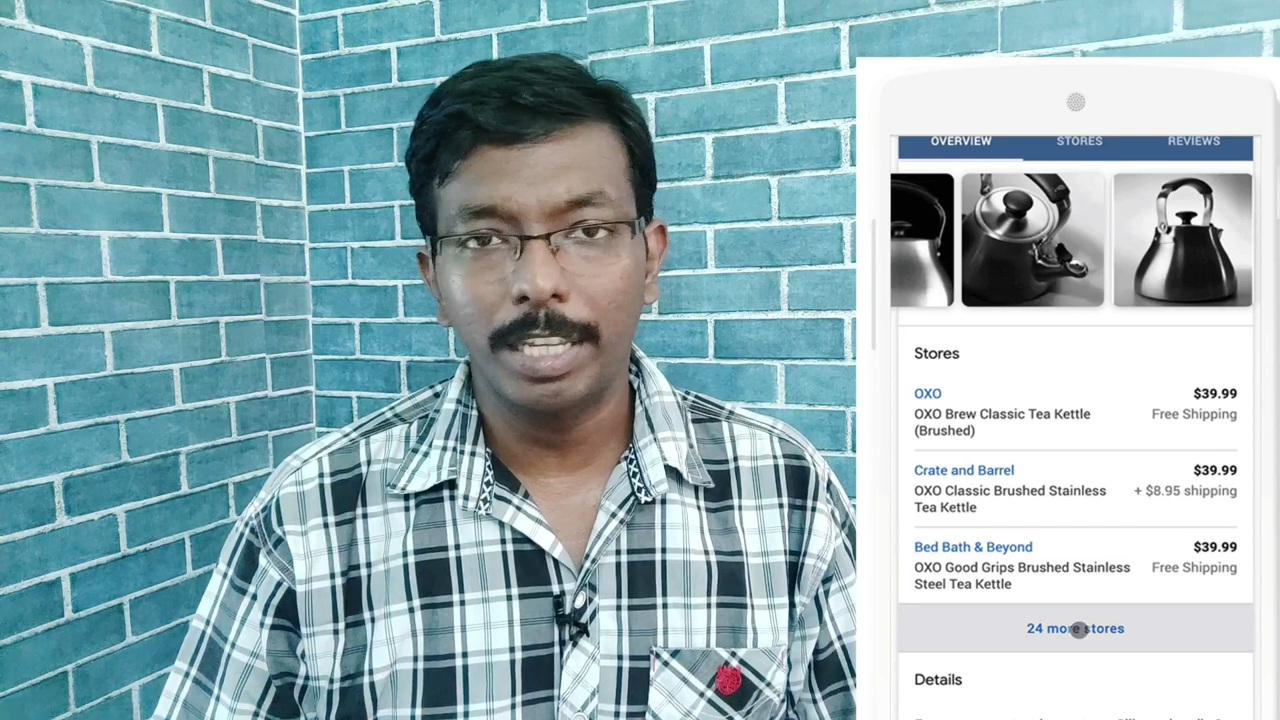 OVERVIEW STORES REVIEWS
Stores
OXO $39.99
OXO Brew Classic Tea Kettle Free Shipping
(Brushed)
Crate and Barrel $39.99
OXO Classic Brushed Stainless + $8.95 shipping
Tea Kettle
Bed Bath & Beyond $39.99
OXO Good Grips Brushed Stainless Free Shipping
Steel Tea Kettle
24 more stores
Details